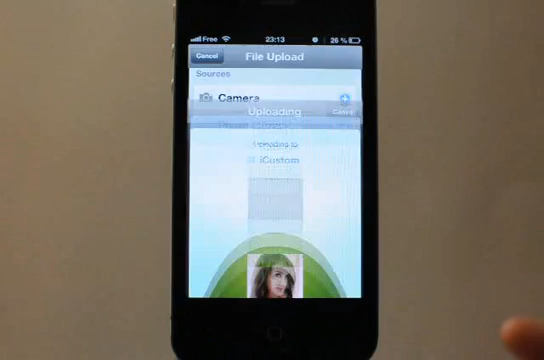 Free 23:13 26 %
Cancel File Upload
Sources
Camera
Uploading Cancel
Uploading to
iCustom